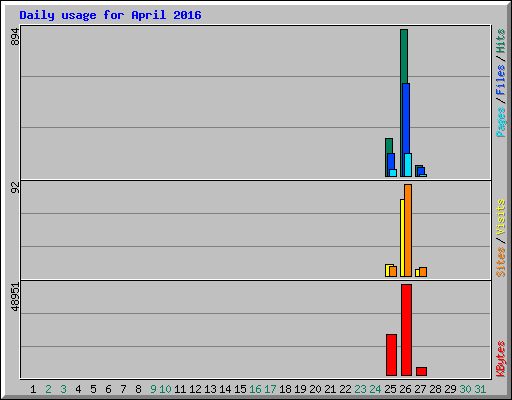 Daily usage for April 2016
894
Pages/Files/Hits
92
Sites/Visits
48951
KBytes
1 2 3 4 5 6 7 8 9 10 11 12 13 14 15 16 17 18 19 20 21 22 23 24 25 26 27 28 29 30 31